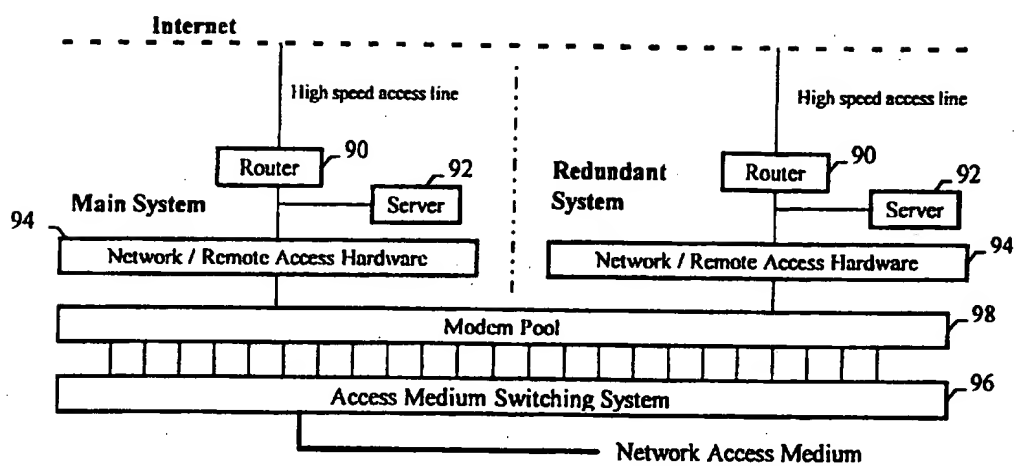 Internet
High speed access line
High speed access line
Router
90
Router
90
92
Redundant
System
92
Main System
Server
Server
94
Network / Remote Access Hardware
Network / Remote Access Hardware
94
Modem Pool
98
Access Medium Switching System
96
Network Access Medium